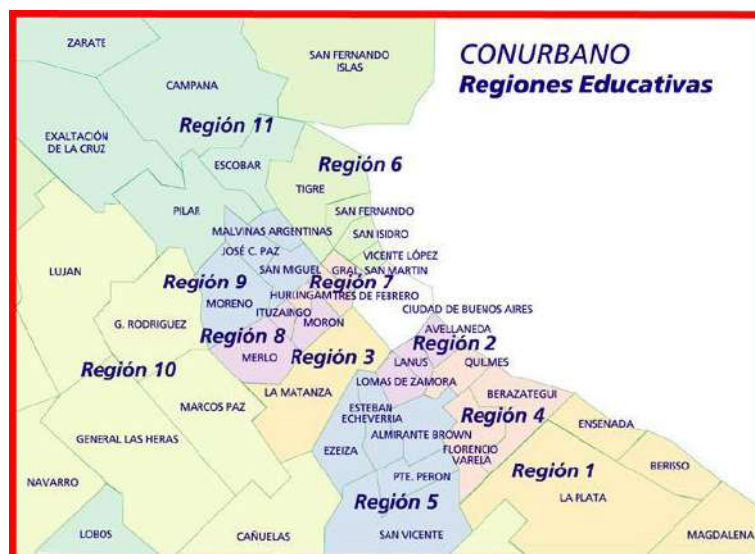 CONURBANO
Regiones Educativas
ZARATE
SAN FERNANDO
ISLAS
CAMPANA
Región 11
EXALTACIÓN
DE LA CRUZ
ESCOBAR
Región 6
TIGRE
PILAR
SAN FERNANDO
MALVINAS ARGENTINAS
SAN ISIDRO
JOSÉ C. PAZ
VICENTE LÓPEZ
LUJAN
SAN MIGUEL
GRAL. SAN MARTIN
Región 9
Región 7
MORENO
HURLINGAM
TRES DE FEBRERO
ITUZAINGO
CIUDAD DE BUENOS AIRES
G. RODRIGUEZ
MORON
AVELLANEDA
Región 8
Región 2
MERLO
Región 3
LANUS
QUILMES
Región 10
LOMAS DE ZAMORA
LA MATANZA
BERAZATEGUI
MARCOS PAZ
ESTEBAN
ECHEVERRIA
Región 4
ENSENADA
GENERAL LAS HERAS
ALMIRANTE BROWN
EZEIZA
FLORENCIO
VARELA
Región 1
BERISSO
NAVARRO
PTE. PERON
LA PLATA
Región 5
LOBOS
CAÑUELAS
SAN VICENTE
MAGDALENA